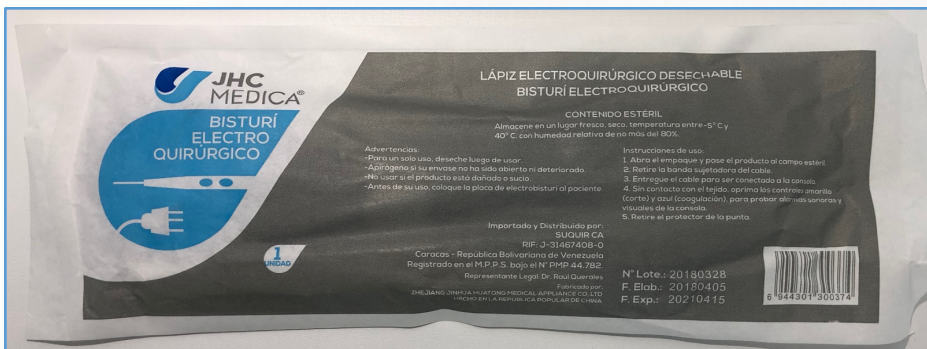 JHC
MEDICA®
BISTURÍ
ELECTRO
QUIRÚRGICO
1
UNIDAD
LÁPIZ ELECTROQUIRÚRGICO DESECHABLE
BISTURÍ ELECTROQUIRÚRGICO
CONTENIDO ESTÉRIL
Almacene en un lugar fresco, seco, temperatura entre -5° C y
40° C. con humedad relativa de no más del 80%.
Advertencias:
-Para un solo uso, deseche luego de usar.
-Apirógeno si su envase no ha sido abierto ni deteriorado.
-No usar si el producto está dañado o sucio.
-Antes de su uso, coloque la placa de electrobisturí al paciente
Instrucciones de uso:
1. Abra el empaque y pase el producto al campo estéril.
2. Retire la banda sujetadora del cable.
3. Entregue el cable para ser conectado a la consola.
4. Sin contacto con el tejido, oprima los controles amarillo
(corte) y azul (coagulación), para probar alarmas sonoras y
visuales de la consola.
5. Retire el protector de la punta.
Importado y Distribuido por:
SUQUIR CA
RIF: J-31467408-0
Caracas - República Bolivariana de Venezuela
Registrado en el M.P.P.S. bajo el N° PMP 44.782
Representante Legal: Dr. Raúl Querales
Fabricado por:
ZHEJIANG JINHUA HUATONG MEDICAL APPLIANCE CO. LTD
HECHO EN LA REPÚBLICA POPULAR DE CHINA
N° Lote.: 20180328
F. Elab.: 20180405
F. Exp.: 20210415
6 944301 300374